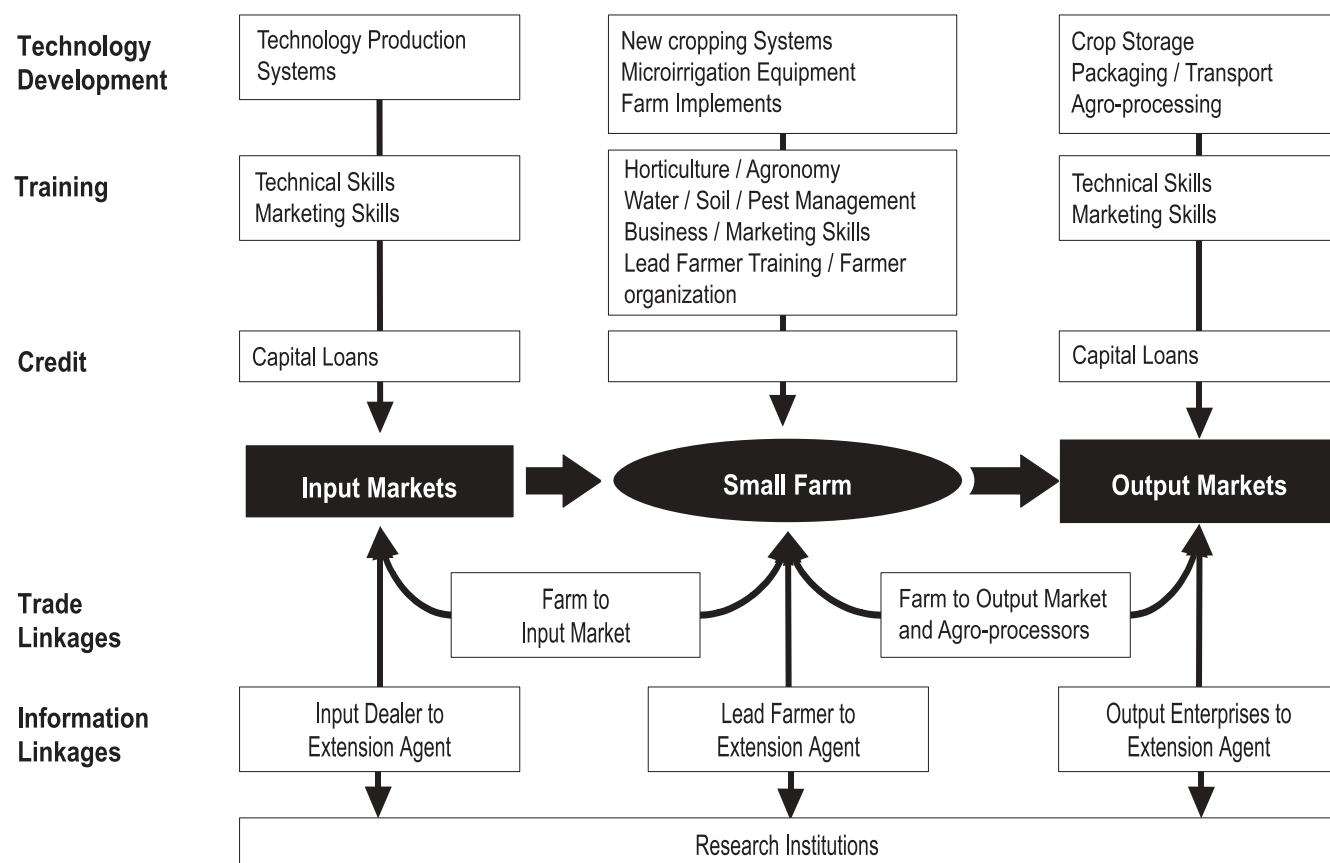 Technology
Development
Technology Production
Systems
New cropping Systems
Microirrigation Equipment
Farm Implements
Crop Storage
Packaging / Transport
Agro-processing
Training
Technical Skills
Marketing Skills
Horticulture / Agronomy
Water / Soil / Pest Management
Business / Marketing Skills
Lead Farmer Training / Farmer
organization
Technical Skills
Marketing Skills
Credit
Capital Loans
Capital Loans
Input Markets
Small Farm
Output Markets
Trade
Linkages
Farm to
Input Market
Farm to Output Market
and Agro-processors
Information
Linkages
Input Dealer to
Extension Agent
Lead Farmer to
Extension Agent
Output Enterprises to
Extension Agent
Research Institutions